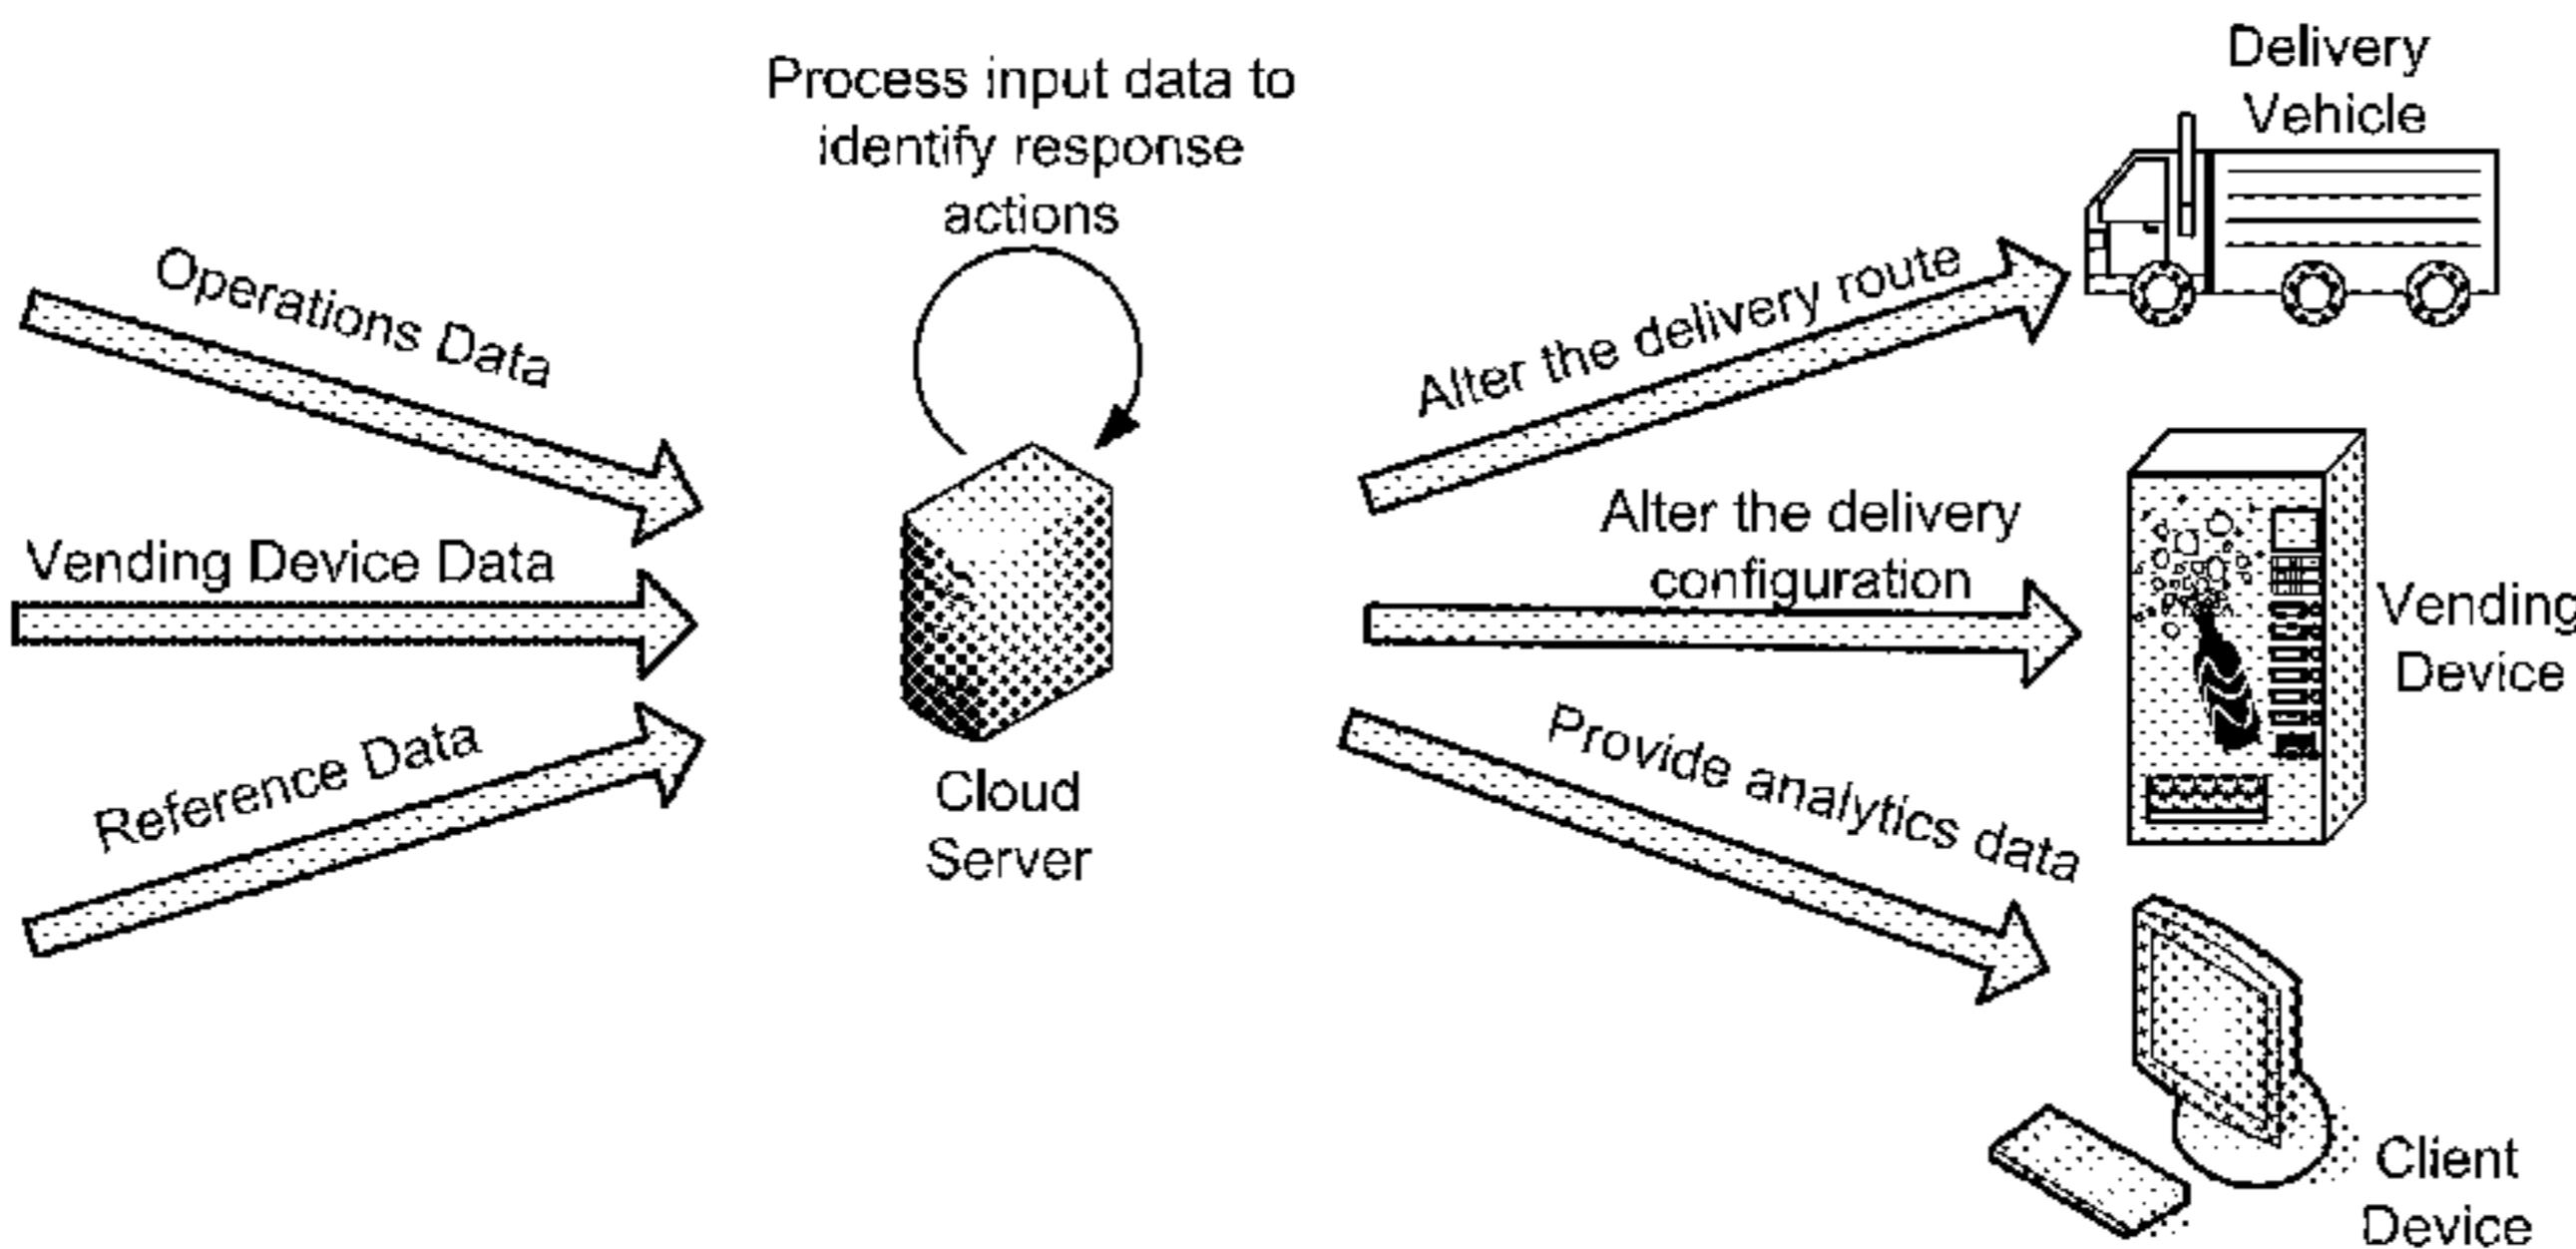 Process input data to
identify response
actions
Operations Data
Vending Device Data
Reference Data
Cloud
Server
Alter the delivery route
Alter the delivery
configuration
Provide analytics data
Delivery
Vehicle
Vending
Device
Client
Device